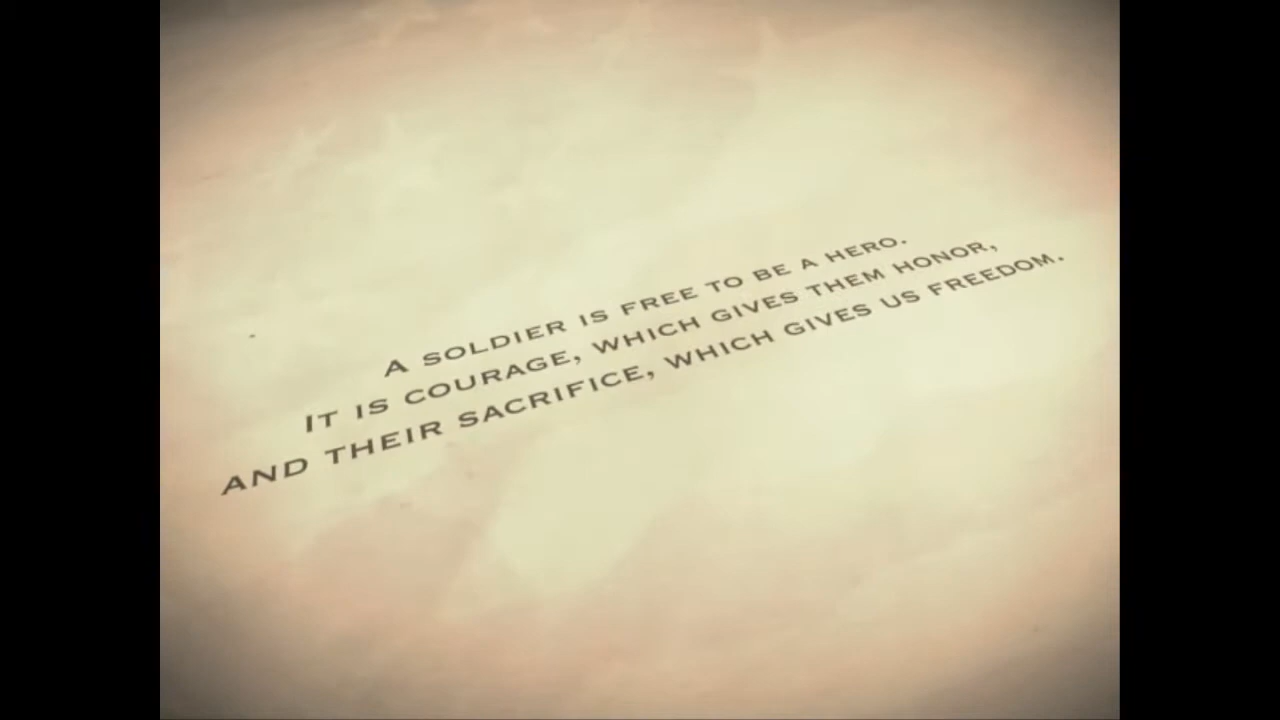 A SOLDIER IS FREE TO BE A HERO.
IT IS COURAGE, WHICH GIVES THEM HONOR,
AND THEIR SACRIFICE, WHICH GIVES US FREEDOM.